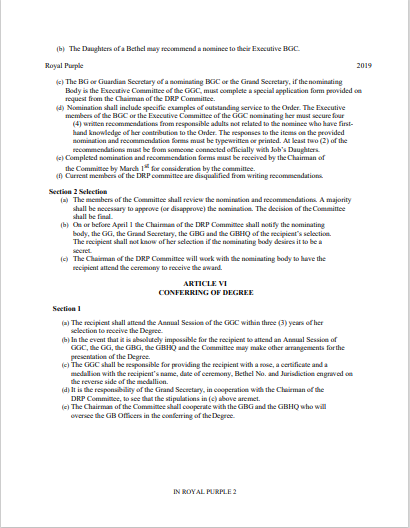 (b) The Daughters of a Bethel may recommend a nominee to their Executive BGC.
Royal Purple 2019
(c) The BG or Guardian Secretary of a nominating BGC or the Grand Secretary, if the nominating
Body is the Executive Committee of the GGC, must complete a special application form provided on
request from the Chairman of the DRP Committee.
(d) Nomination shall include specific examples of outstanding service to the Order. The Executive
members of the BGC or the Executive Committee of the GGC nominating her must secure four
(4) written recommendations from responsible adults not related to the nominee who have first-
hand knowledge of her contribution to the Order. The responses to the items on the provided
nomination and recommendation forms must be typewritten or printed. At least two (2) of the
recommendations must be from someone connected officially with Job's Daughters.
(e) Completed nomination and recommendation forms must be received by the Chairman of
the Committee by March 1st for consideration by the committee.
(f) Current members of the DRP committee are disqualified from writing recommendations.
Section 2 Selection
(a) The members of the Committee shall review the nomination and recommendations. A majority
shall be necessary to approve (or disapprove) the nomination. The decision of the Committee
shall be final.
(b) On or before April 1 the Chairman of the DRP Committee shall notify the nominating
body, the GG, the Grand Secretary, the GBG and the GBHQ of the recipient's selection.
The recipient shall not know of her selection if the nominating body desires it to be a
secret.
(c) The Chairman of the DRP Committee will work with the nominating body to have the
recipient attend the ceremony to receive the award.
ARTICLE VI
CONFERRING OF DEGREE
Section 1
(a) The recipient shall attend the Annual Session of the GGC within three (3) years of her
selection to receive the Degree.
(b) In the event that it is absolutely impossible for the recipient to attend an Annual Session of
GGC, the GG, the GBG, GBHQ and the Committee may make other arrangements for the
presentation of the Degree.
(c) The GGC shall be responsible for providing the recipient with a rose, a certificate and a
medallion with the recipient's name, date of ceremony, Bethel No. and Jurisdiction engraved on
the reverse side of the medallion.
(d) It is the responsibility of the Grand Secretary, in cooperation with the Chairman of the
DRP Committee, to see that the stipulations in (c) above are met.
(e) The Chairman of the Committee shall cooperate with the GBG and the GBHQ who will
oversee the GB Officers in the conferring of the Degree.
IN ROYAL PURPLE 2